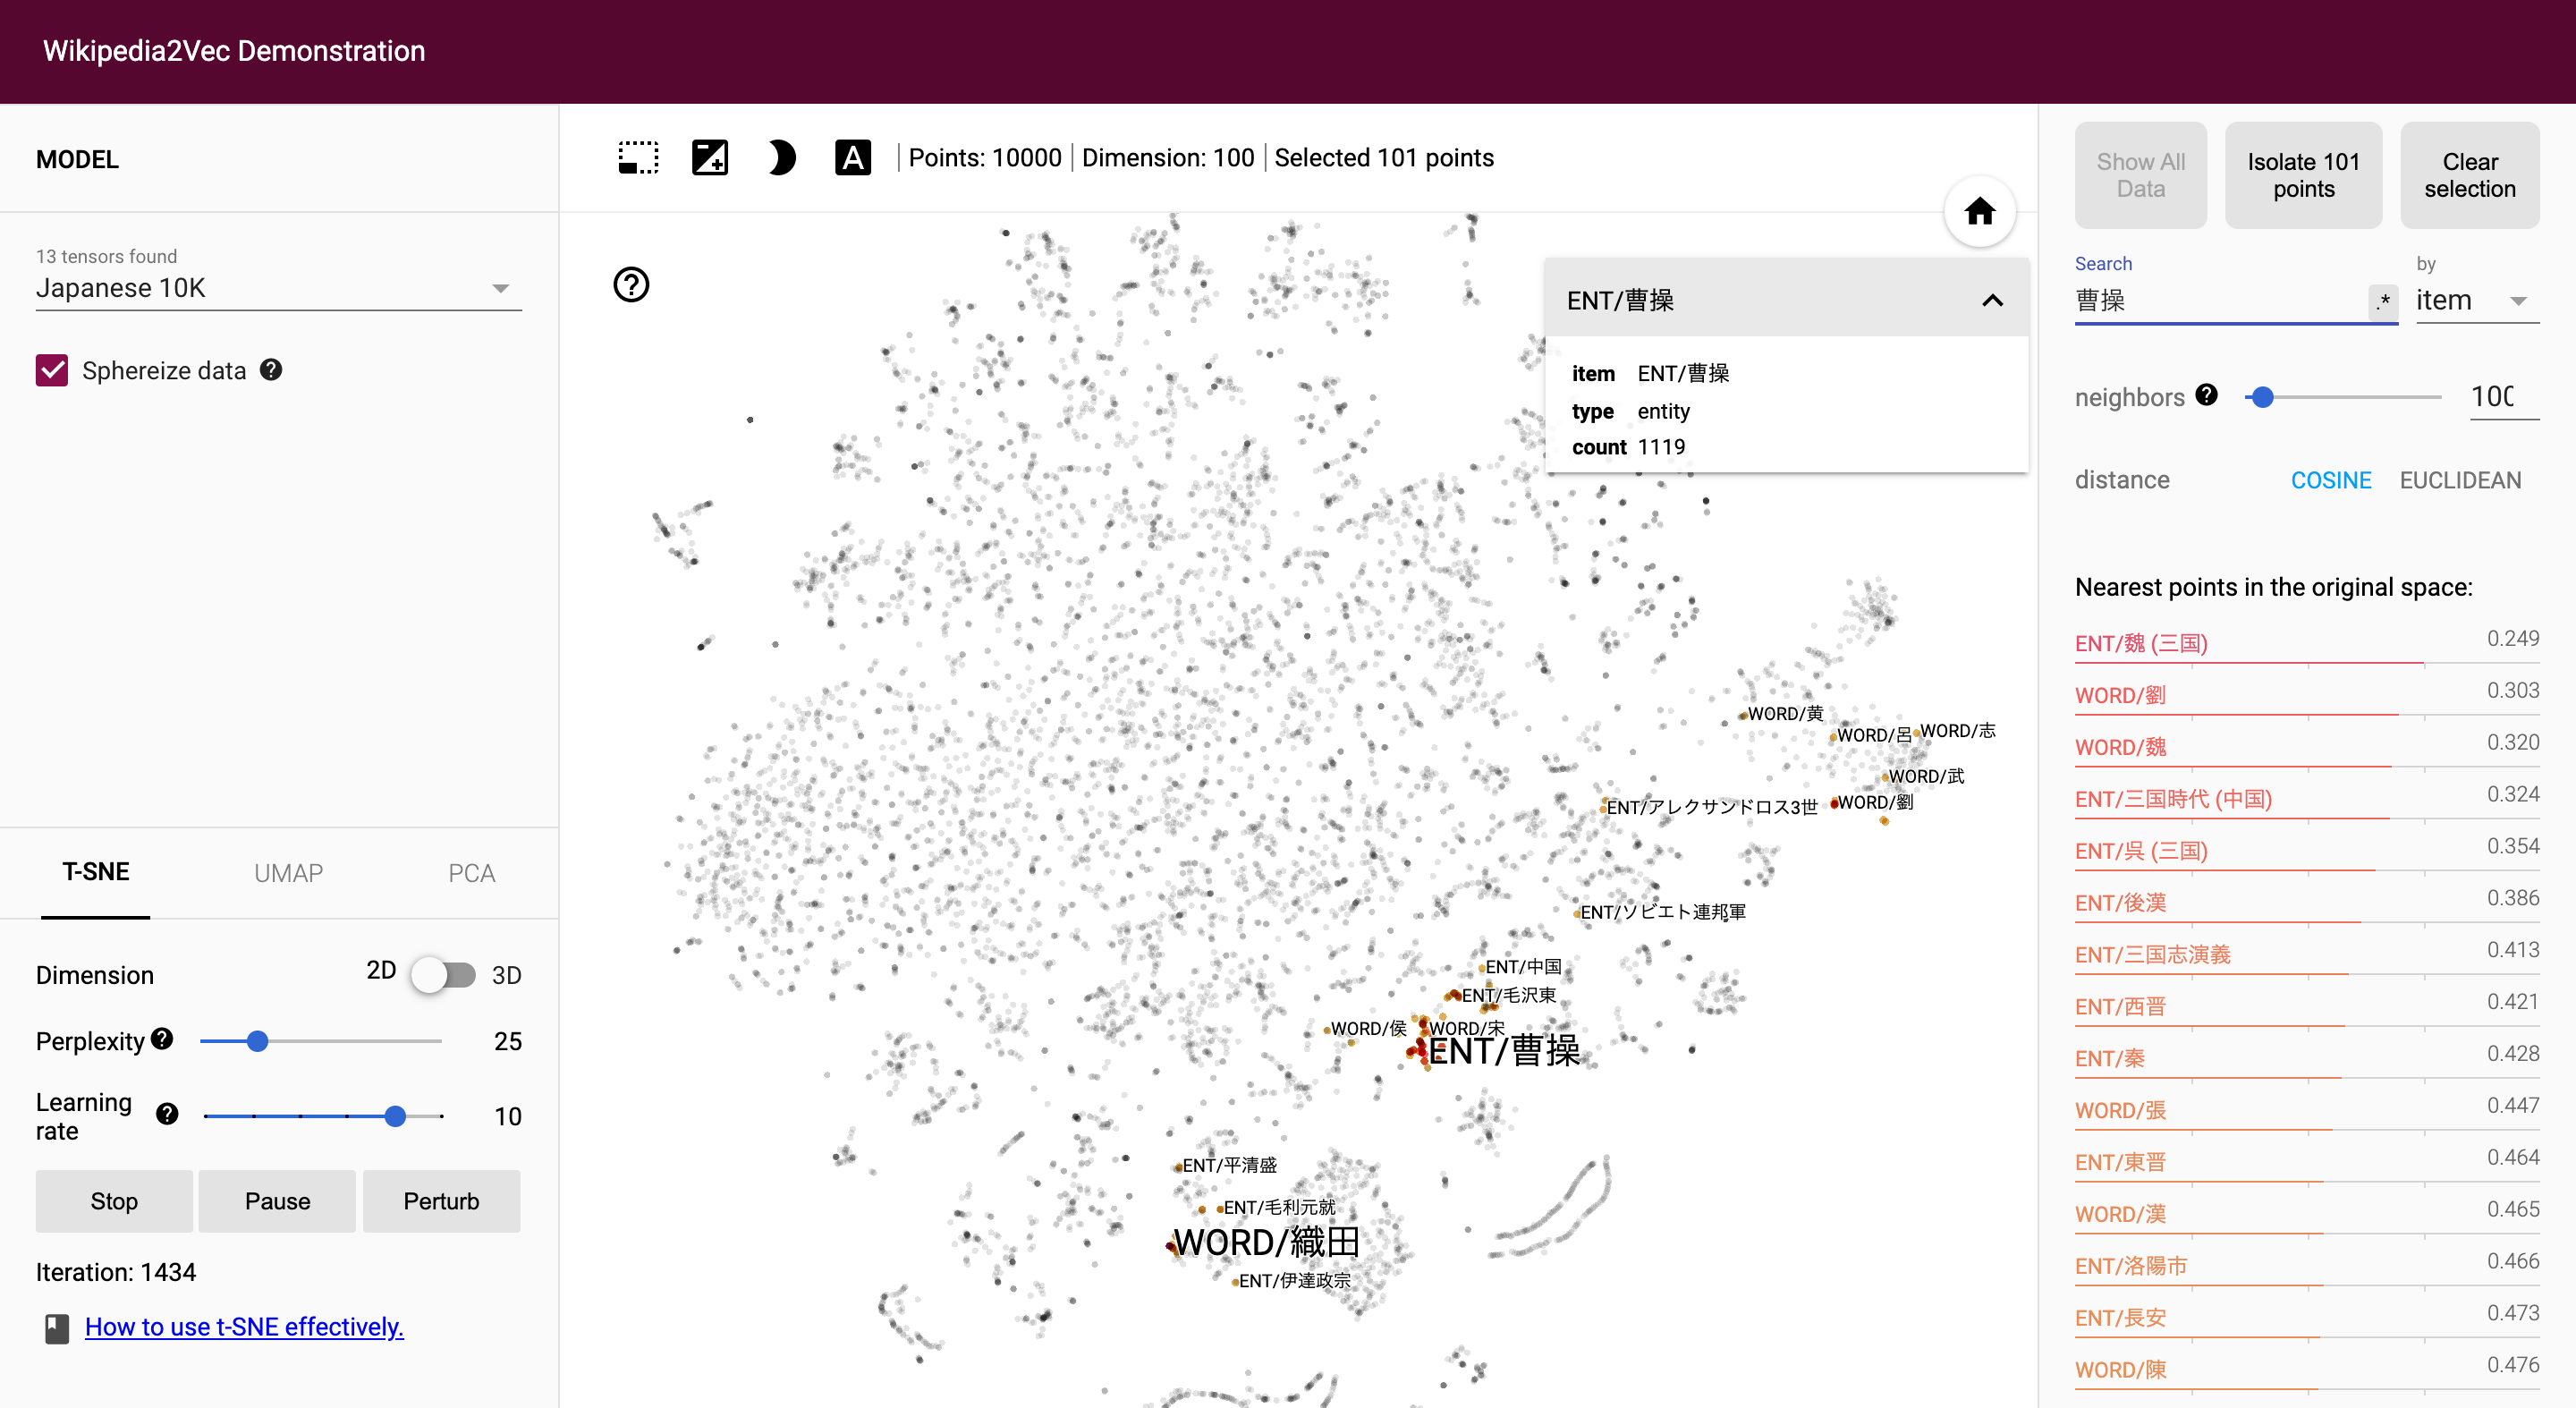 Wikipedia2Vec Demonstration
MODEL
13 tensors found
Japanese 10K
Sphereize data
T-SNE
UMAP
PCA
Dimension
2D
3D
Perplexity
25
Learning
rate
10
Stop
Pause
Perturb
Iteration: 1434
How to use t-SNE effectively.
A
Points: 10000
Dimension: 100
Selected 101 points
ENT/曹操
item ENT/曹操
type entity
count 1119
WORD/黄
WORD/呂
WORD/志
WORD/武
ENT/アレクサンドロス3世
WORD/劉
ENT/ソビエト連邦軍
ENT/中国
ENT/毛沢東
WORD/侯
WORD/宋
ENT/曹操
ENT/平清盛
ENT/毛利元就
WORD/織田
ENT/伊達政宗
Show All
Data
Isolate 101
points
Clear
selection
Search
曹操
.*
by
item
neighbors
100
distance
COSINE
EUCLIDEAN
Nearest points in the original space:
ENT/魏 (三国) 0.249
WORD/劉 0.303
WORD/魏 0.320
ENT/三国時代 (中国) 0.324
ENT/呉 (三国) 0.354
ENT/後漢 0.386
ENT/三国志演義 0.413
ENT/西晋 0.421
ENT/秦 0.428
WORD/張 0.447
ENT/東晋 0.464
WORD/漢 0.465
ENT/洛陽市 0.466
ENT/長安 0.473
WORD/陳 0.476